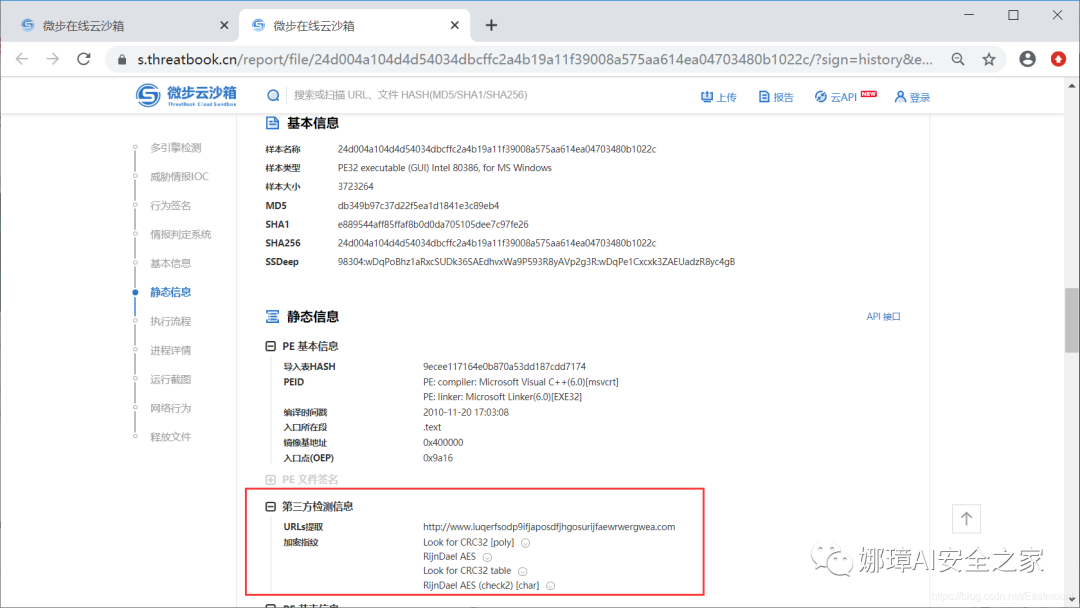 微步在线云沙箱
微步在线云沙箱
s.threatbook.cn/report/file/24d004a104d4d54034dbcffc2a4b19a11f39008a575aa614ea04703480b1022c/?sign=history&e...
微步云沙箱
ThreatBook Cloud Sandbox
搜索或扫描 URL、文件 HASH(MD5/SHA1/SHA256)
上传
报告
云API NEW
登录
多引擎检测
威胁情报IOC
行为签名
情报判定系统
基本信息
静态信息
执行流程
进程详情
运行截图
网络行为
释放文件
基本信息
样本名称 24d004a104d4d54034dbcffc2a4b19a11f39008a575aa614ea04703480b1022c
样本类型 PE32 executable (GUI) Intel 80386, for MS Windows
样本大小 3723264
MD5 db349b97c37d22f5ea1d1841e3c89eb4
SHA1 e889544aff85ffaf8b0d0da705105dee7c97fe26
SHA256 24d004a104d4d54034dbcffc2a4b19a11f39008a575aa614ea04703480b1022c
SSDeep 98304:wDqPoBhz1aRxcSUDk36SAEdhvxWa9P593R8yAVp2g3R:wDqPe1Cxcxk3ZAEUadzR8yc4gB
静态信息
API 接口
PE 基本信息
导入表HASH 9ecee117164e0b870a53dd187cdd7174
PEID PE: compiler: Microsoft Visual C++(6.0)[msvcrt]
PE: linker: Microsoft Linker(6.0)[EXE32]
编译时间戳 2010-11-20 17:03:08
入口所在段 .text
镜像基地址 0x400000
入口点(OEP) 0x9a16
PE 文件签名
第三方检测信息
URLs提取 http://www.iuqerfsodp9ifjaposdfjhgosurijfaewrwergwea.com
加密指纹 Look for CRC32 [poly]
RijnDael AES
Look for CRC32 table
RijnDael AES (check2) [char]
娜璋AI安全之家